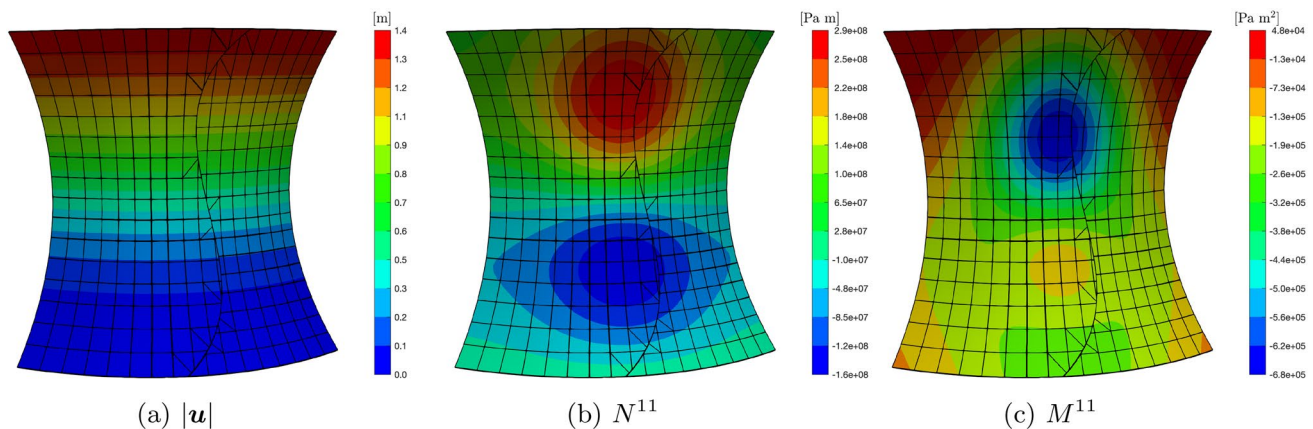 [m]
1.4
1.3
1.1
1.0
0.9
0.8
0.7
0.6
0.5
0.4
0.3
0.2
0.1
0.1
0.0
(a) |u|
[Pa m]
2.9e+08
2.6e+08
2.2e+08
1.8e+08
1.4e+08
1.0e+08
6.5e+07
2.8e+07
-1.0e+07
-4.8e+07
-8.5e+07
-1.2e+08
-1.6e+08
(b) N¹¹
[Pa m²]
4.8e+04
-1.3e+04
-7.3e+04
-1.3e+05
-1.9e+05
-2.6e+05
-3.2e+05
-3.8e+05
-4.4e+05
-5.0e+05
-5.6e+05
-6.2e+05
-6.8e+05
(c) M¹¹